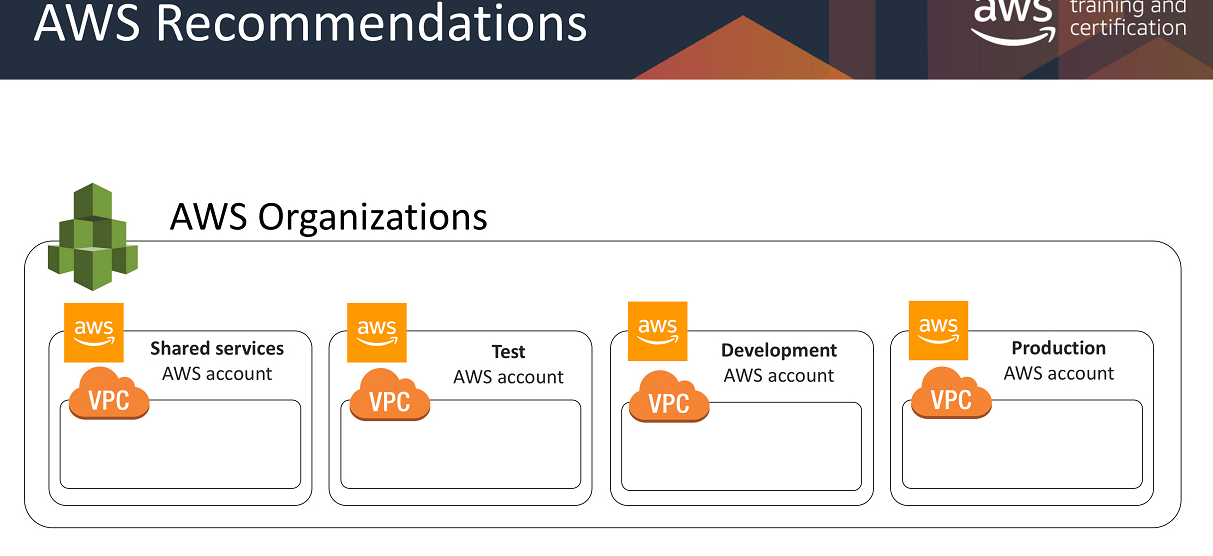 AWS Recommendations
aws training and
certification
AWS Organizations
aws
Shared services
AWS account
VPC
aws
Test
AWS account
VPC
aws
Development
AWS account
VPC
aws
Production
AWS account
VPC